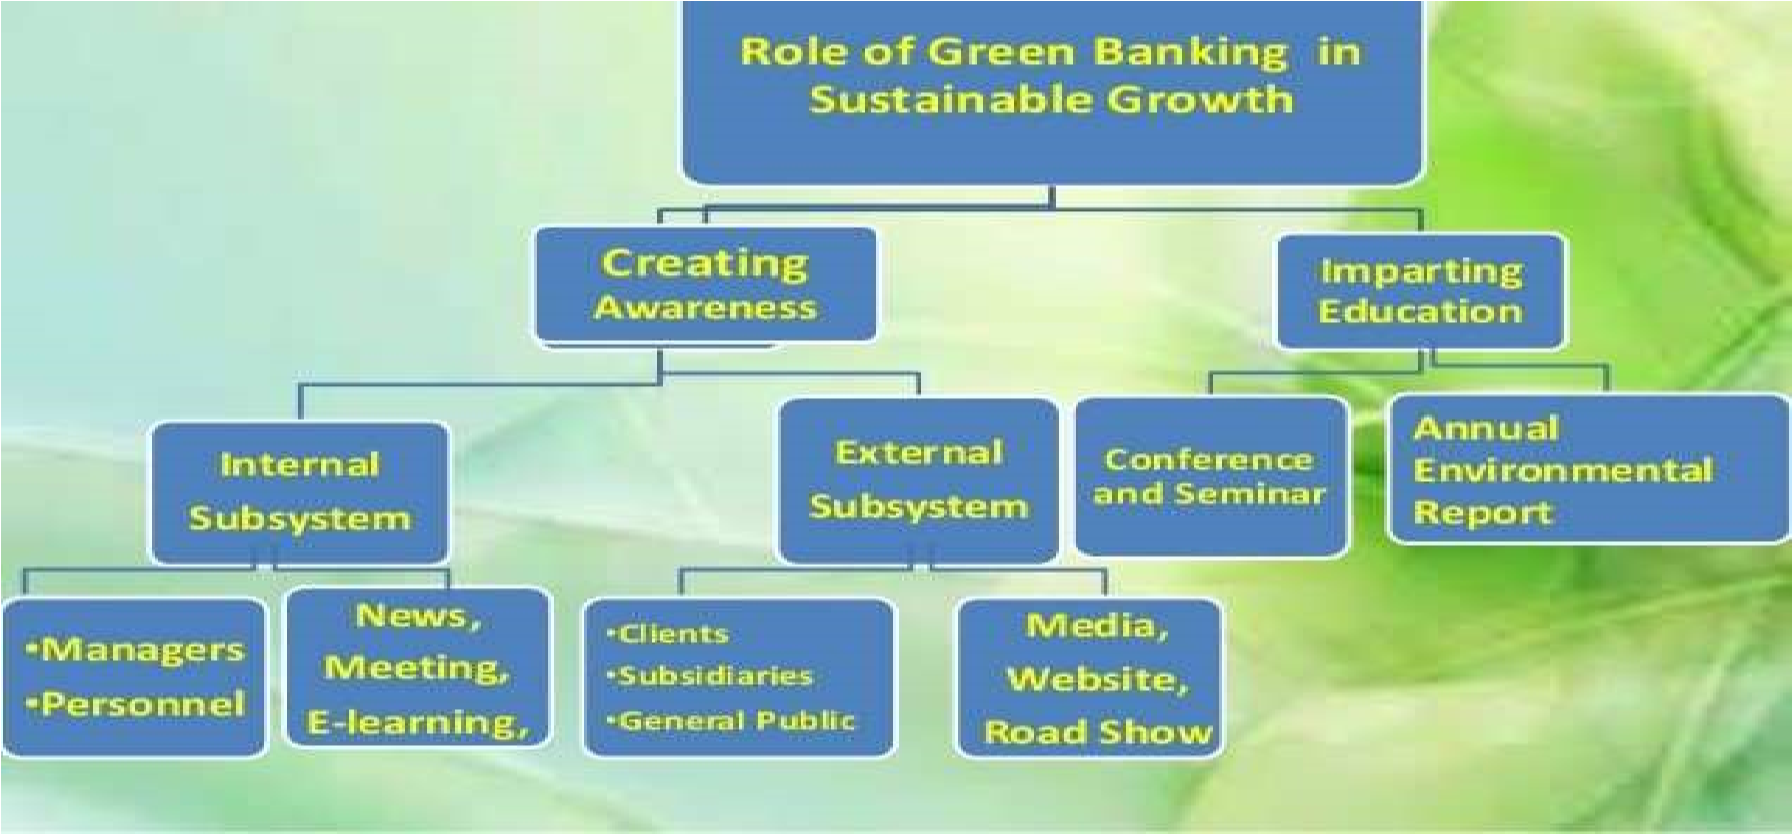 Role of Green Banking in
Sustainable Growth
Creating
Awareness
Imparting
Education
Internal
Subsystem
External
Subsystem
Conference
and Seminar
Annual
Environmental
Report
•Managers
•Personnel
News,
Meeting,
E-learning,
•Clients
•Subsidiaries
•General Public
Media,
Website,
Road Show